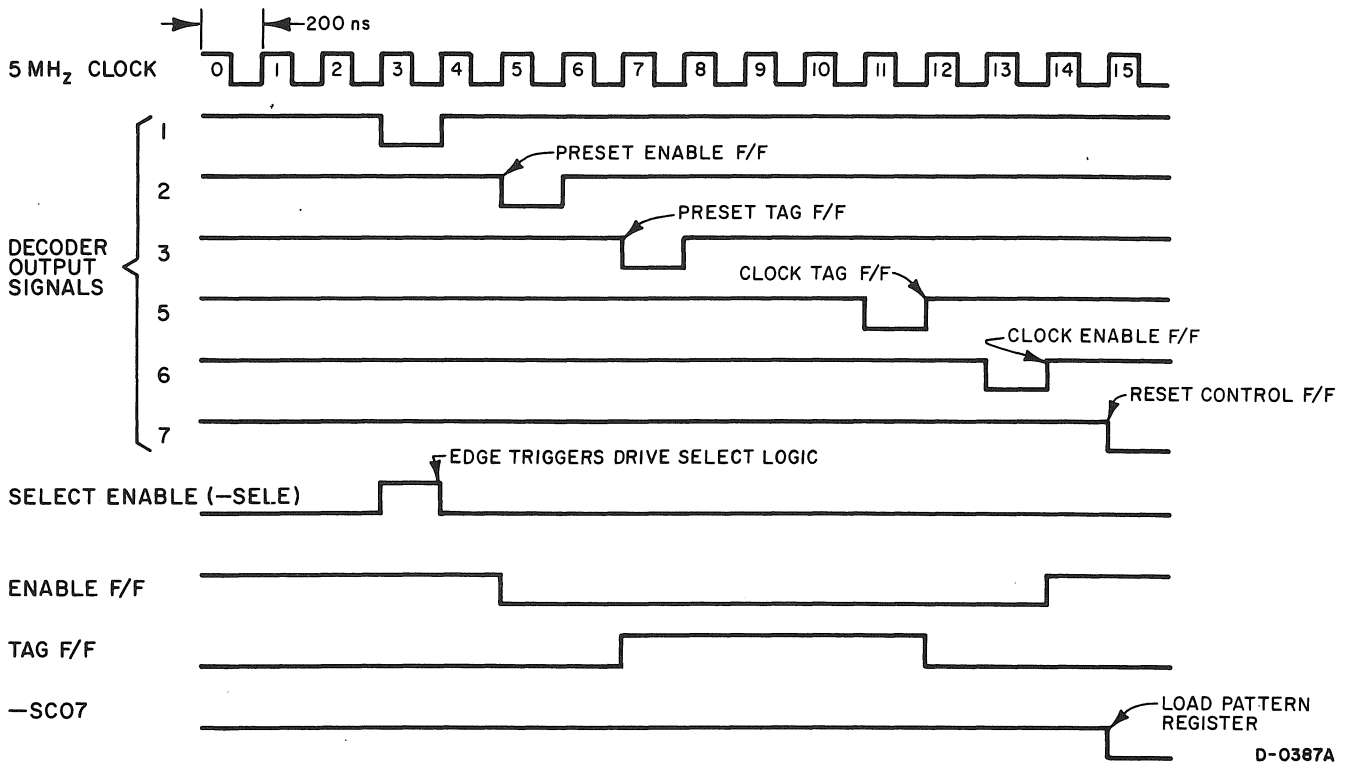 200 ns
5 MHz CLOCK
0 1 2 3 4 5 6 7 8 9 10 11 12 13 14 15
DECODER
OUTPUT
SIGNALS
1
PRESET ENABLE F/F
2
PRESET TAG F/F
3
CLOCK TAG F/F
5
CLOCK ENABLE F/F
6
RESET CONTROL F/F
7
EDGE TRIGGERS DRIVE SELECT LOGIC
SELECT ENABLE (—SELE)
ENABLE F/F
TAG F/F
—SC07
LOAD PATTERN
REGISTER
D-0387A